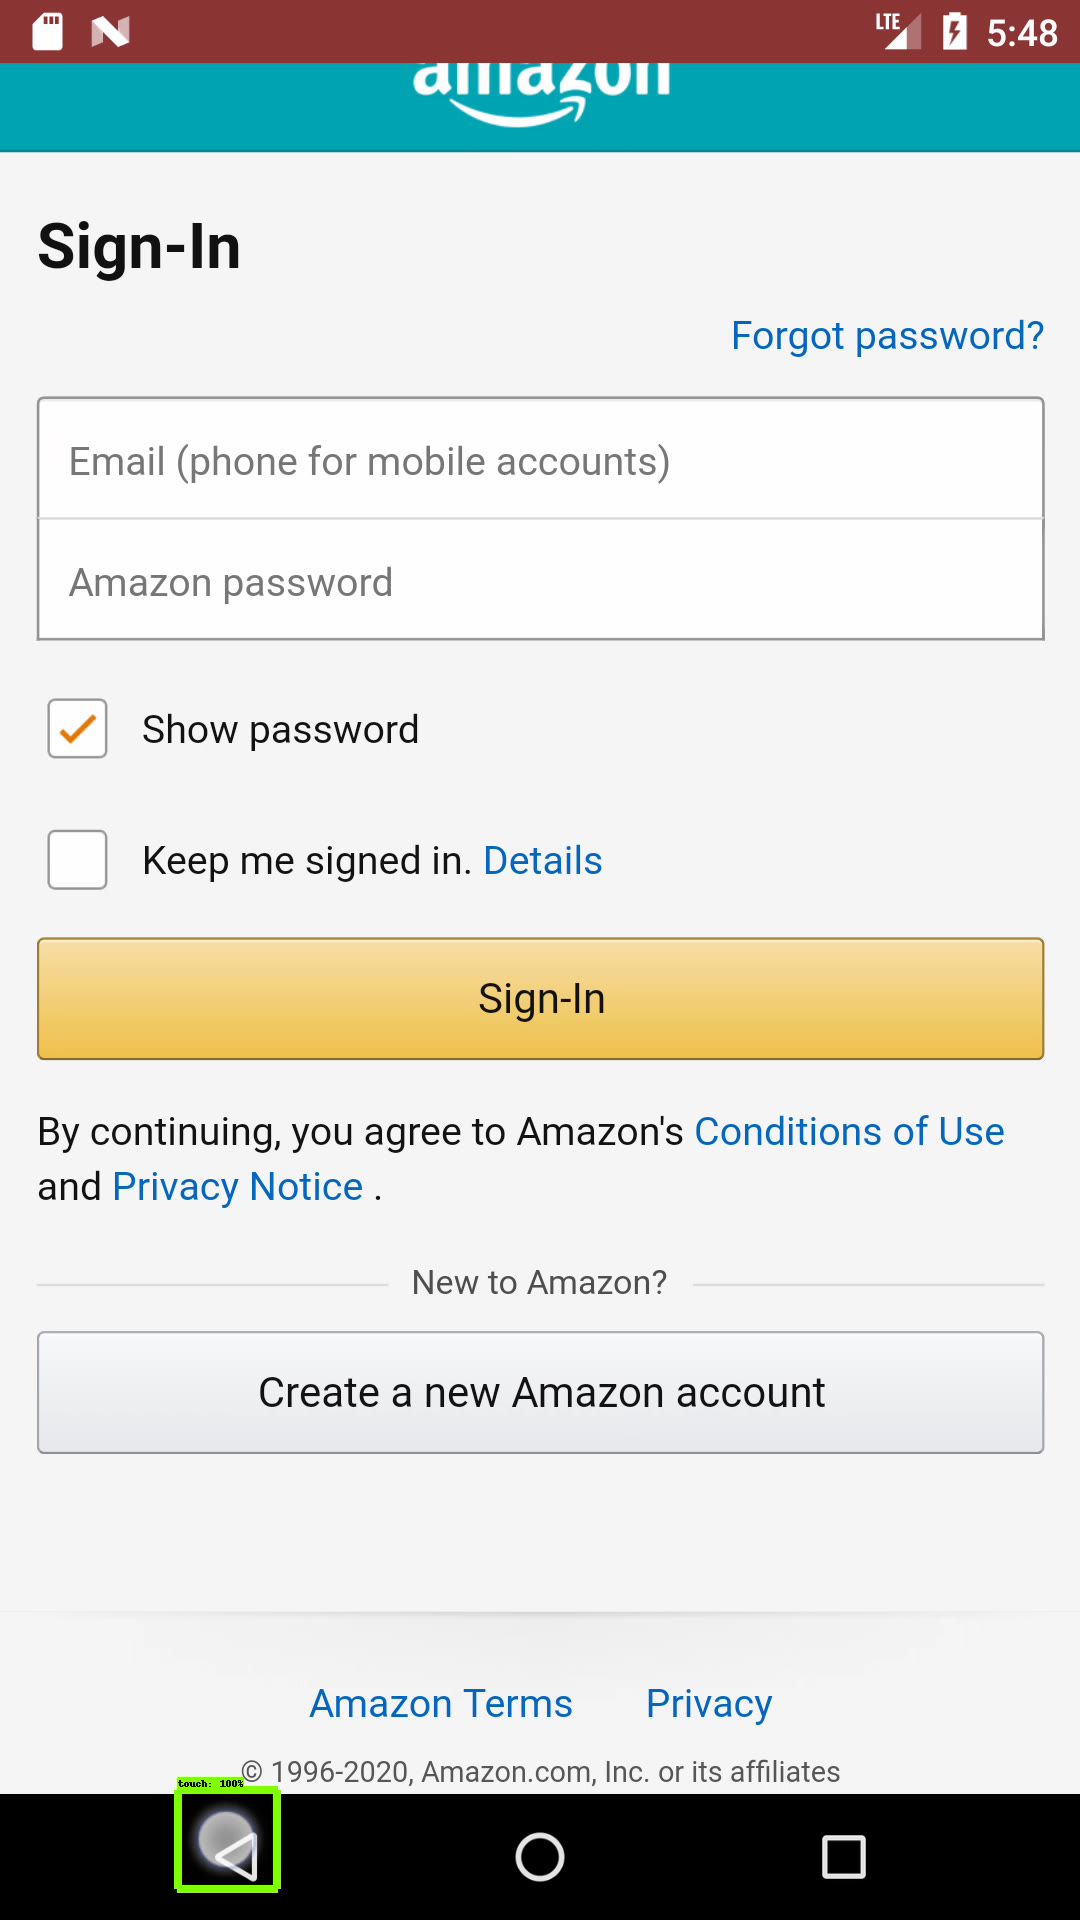 LTE 5:48
amazon
Sign-In
Forgot password?
Email (phone for mobile accounts)
Amazon password
Show password
Keep me signed in. Details
Sign-In
By continuing, you agree to Amazon's Conditions of Use
and Privacy Notice .
New to Amazon?
Create a new Amazon account
Amazon Terms Privacy
© 1996-2020, Amazon.com, Inc. or its affiliates
touch: 100%